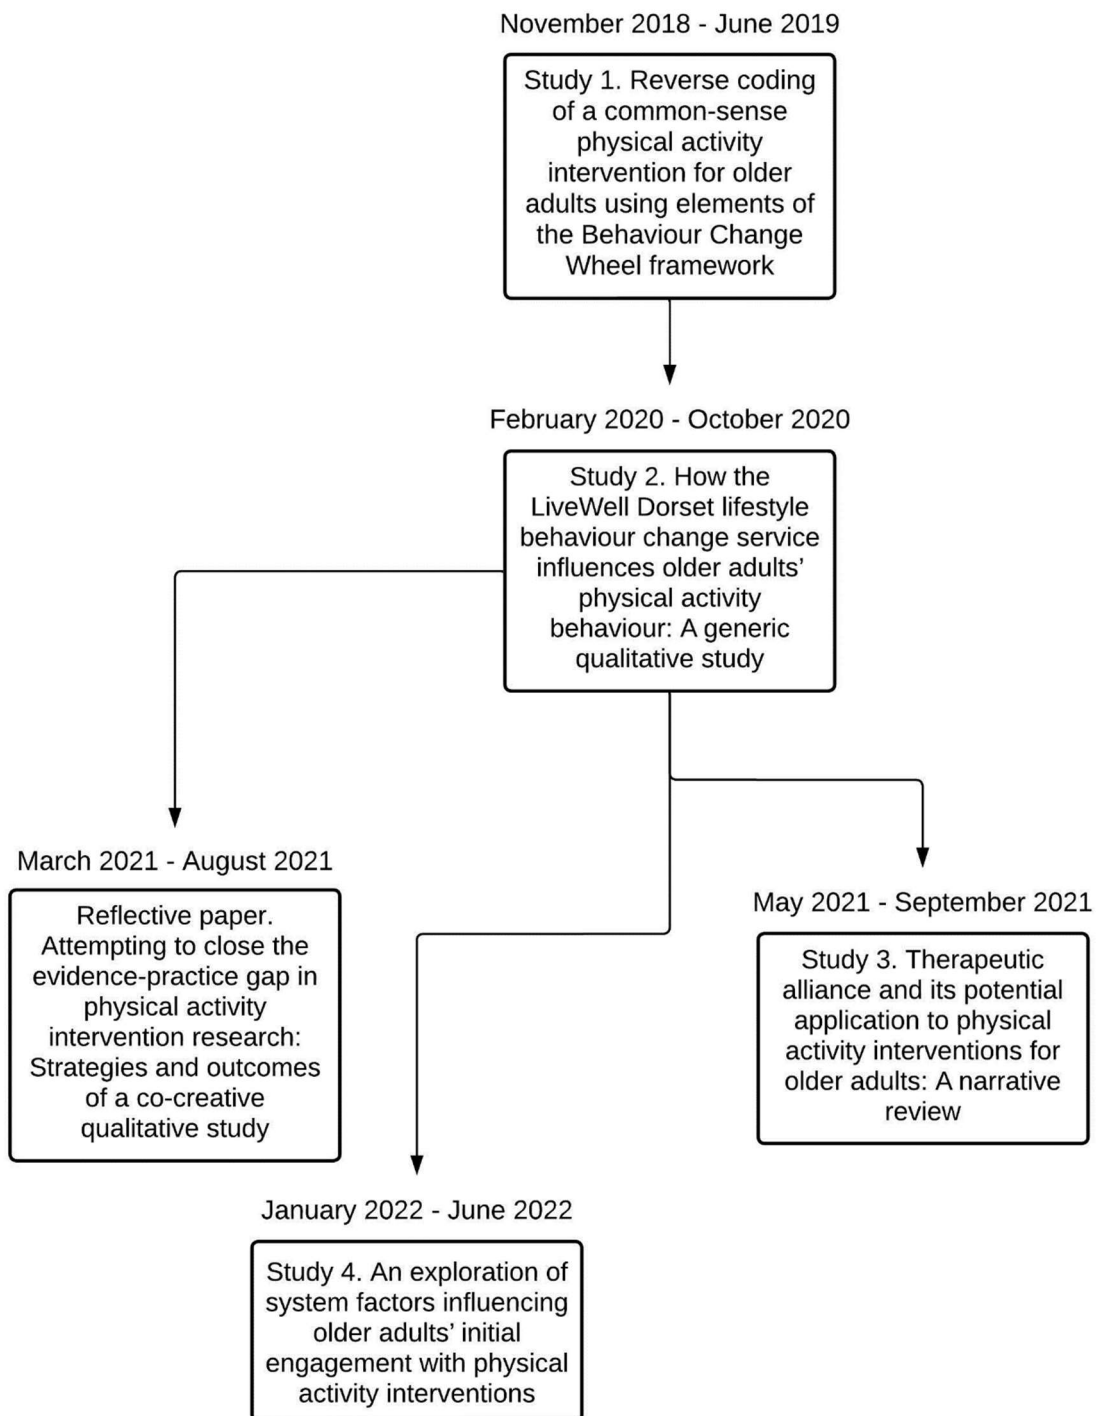 November 2018 - June 2019
Study 1. Reverse coding
of a common-sense
physical activity
intervention for older
adults using elements of
the Behaviour Change
Wheel framework
February 2020 - October 2020
Study 2. How the
LiveWell Dorset lifestyle
behaviour change service
influences older adults’
physical activity
behaviour: A generic
qualitative study
March 2021 - August 2021
Reflective paper.
Attempting to close the
evidence-practice gap in
physical activity
intervention research:
Strategies and outcomes
of a co-creative
qualitative study
May 2021 - September 2021
Study 3. Therapeutic
alliance and its potential
application to physical
activity interventions for
older adults: A narrative
review
January 2022 - June 2022
Study 4. An exploration of
system factors influencing
older adults’ initial
engagement with physical
activity interventions